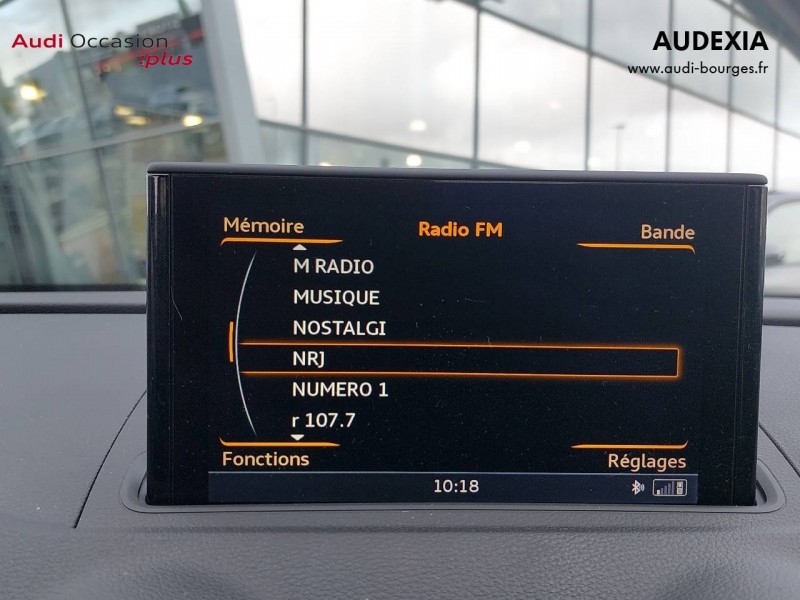 Audi Occasion
:plus
AUDEXIA
www.audi-bourges.fr
Mémoire
Radio FM
Bande
M RADIO
MUSIQUE
NOSTALGI
NRJ
NUMERO 1
r 107.7
Fonctions
Réglages
10:18